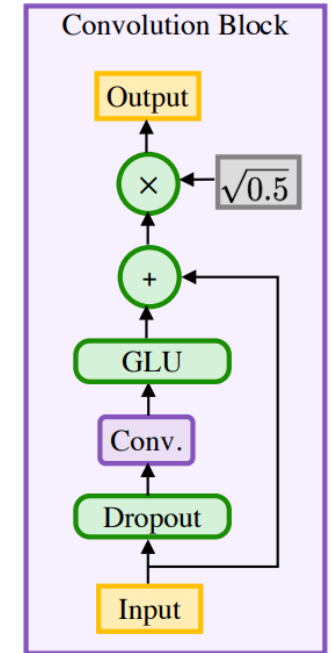 Convolution Block
Output
×
√0.5
+
GLU
Conv.
Dropout
Input